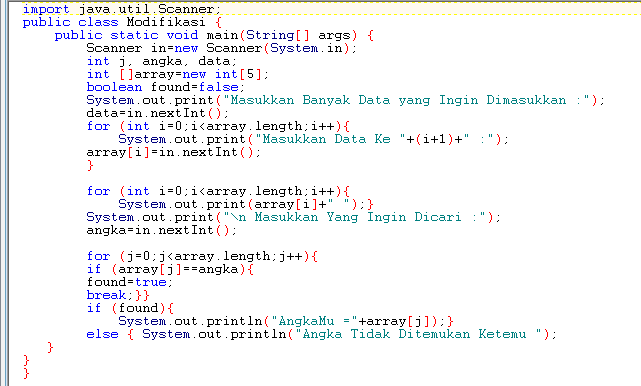 import java.util.Scanner;
public class Modifikasi {
    public static void main(String[] args) {
        Scanner in=new Scanner(System.in);
        int j, angka, data;
        int []array=new int[5];
        boolean found=false;
        System.out.print("Masukkan Banyak Data yang Ingin Dimasukkan :");
        data=in.nextInt();
        for (int i=0;i<array.length;i++){
            System.out.print("Masukkan Data Ke "+(i+1)+" :");
        array[i]=in.nextInt();
        }

        for (int i=0;i<array.length;i++){
            System.out.print(array[i]+" ");}
        System.out.print("\n Masukkan Yang Ingin Dicari :");
        angka=in.nextInt();

        for (j=0;j<array.length;j++){
        if (array[j]==angka){
        found=true;
        break;}}
        if (found){
            System.out.println("AngkaMu ="+array[j]);}
        else { System.out.println("Angka Tidak Ditemukan Ketemu ");
   }
}
}